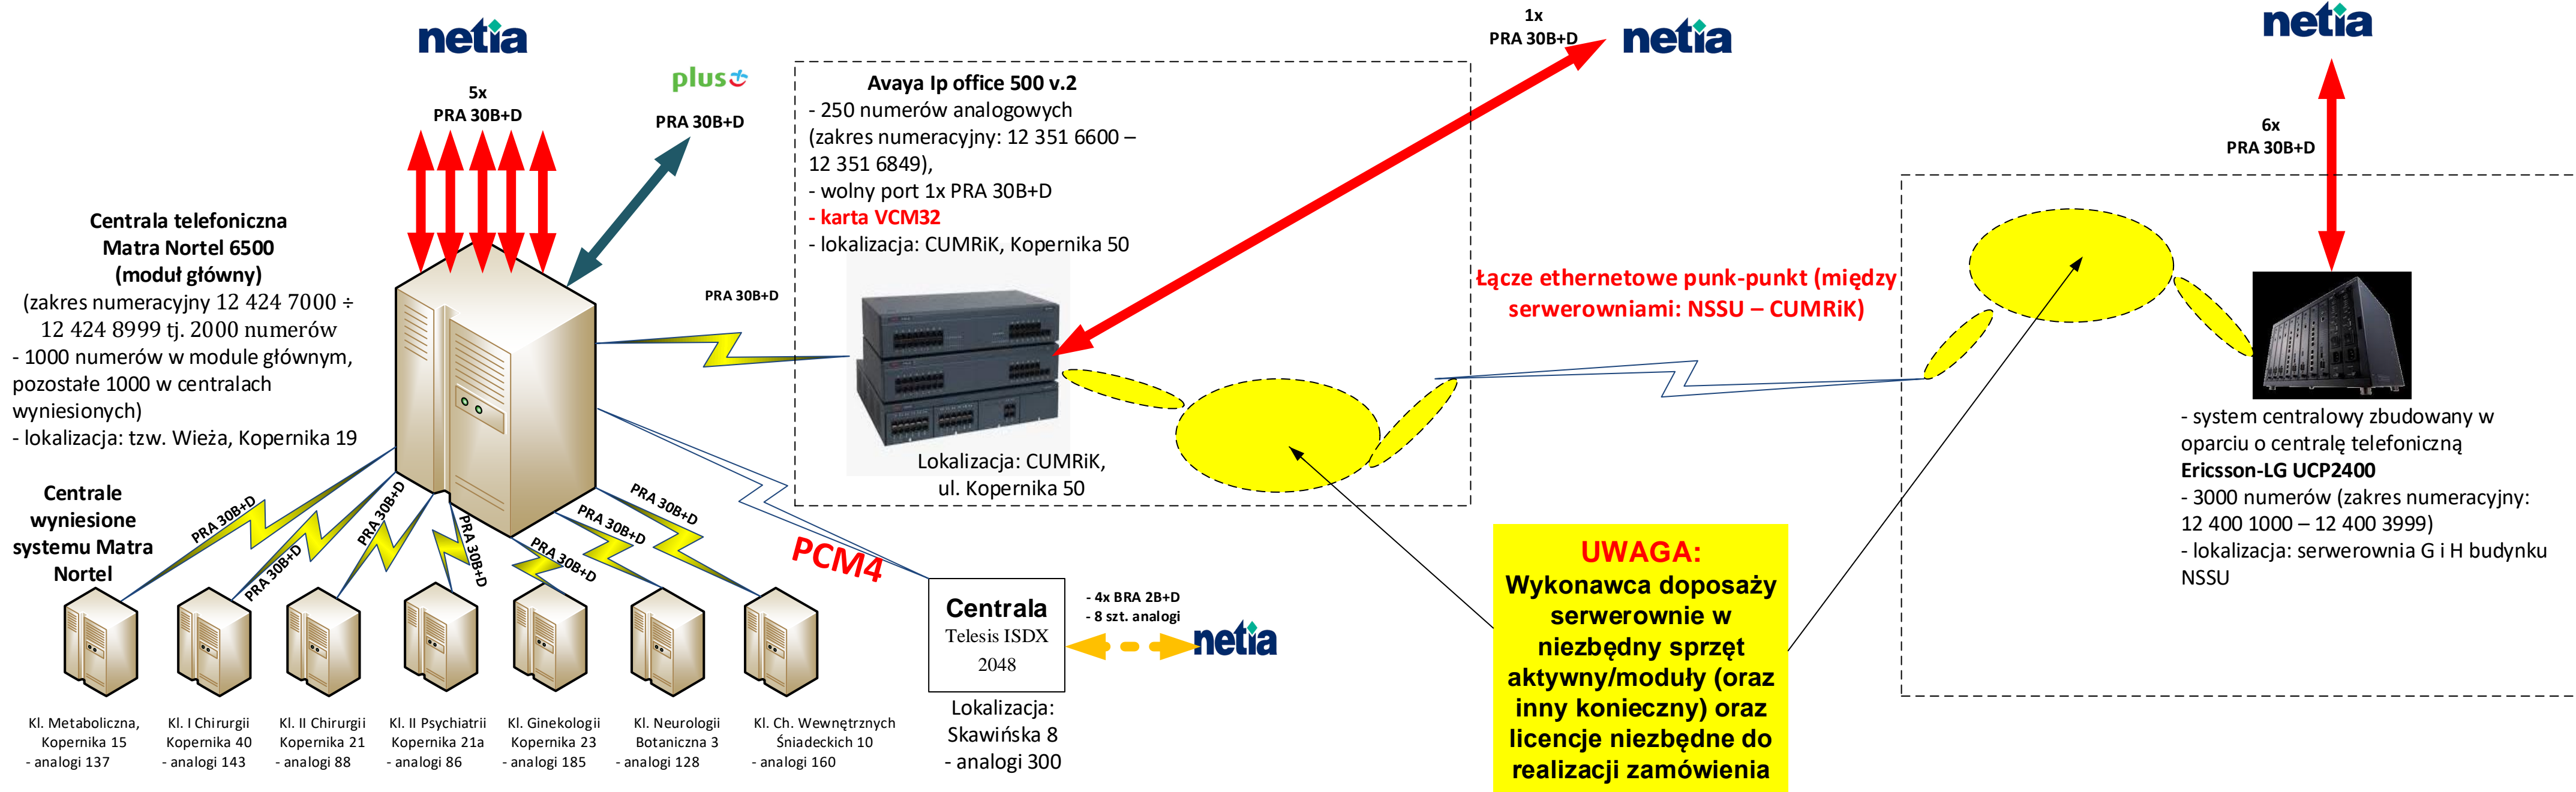 netia
5x
PRA 30B+D
plus
PRA 30B+D
Centrala telefoniczna
Matra Nortel 6500
(moduł główny)
(zakres numeracyjny 12 424 7000 ÷
12 424 8999 tj. 2000 numerów
- 1000 numerów w module głównym,
pozostałe 1000 w centralach
wyniesionych)
- lokalizacja: tzw. Wieża, Kopernika 19
Centrale
wyniesione
systemu Matra
Nortel
PRA 30B+D
PRA 30B+D
PRA 30B+D
PRA 30B+D
PRA 30B+D
PRA 30B+D
PRA 30B+D
Kl. Metaboliczna,
Kopernika 15
- analogi 137
Kl. I Chirurgii
Kopernika 40
- analogi 143
Kl. II Chirurgii
Kopernika 21
- analogi 88
Kl. II Psychiatrii
Kopernika 21a
- analogi 86
Kl. Ginekologii
Kopernika 23
- analogi 185
Kl. Neurologii
Botaniczna 3
- analogi 128
Kl. Ch. Wewnętrznych
Śniadeckich 10
- analogi 160
PRA 30B+D
Avaya Ip office 500 v.2
- 250 numerów analogowych
(zakres numeracyjny: 12 351 6600 –
12 351 6849),
- wolny port 1x PRA 30B+D
- karta VCM32
- lokalizacja: CUMRiK, Kopernika 50
Lokalizacja: CUMRiK,
ul. Kopernika 50
PCM4
Centrala
Telesis ISDX
2048
Lokalizacja:
Skawińska 8
- analogi 300
- 4x BRA 2B+D
- 8 szt. analogi
netia
1x
PRA 30B+D
netia
Łącze ethernetowe punk-punkt (między
serwerowniami: NSSU – CUMRiK)
UWAGA:
Wykonawca doposaży
serwerownie w
niezbędny sprzęt
aktywny/moduły (oraz
inny konieczny) oraz
licencje niezbędne do
realizacji zamówienia
netia
6x
PRA 30B+D
- system centralowy zbudowany w
oparciu o centralę telefoniczną
Ericsson-LG UCP2400
- 3000 numerów (zakres numeracyjny:
12 400 1000 – 12 400 3999)
- lokalizacja: serwerownia G i H budynku
NSSU